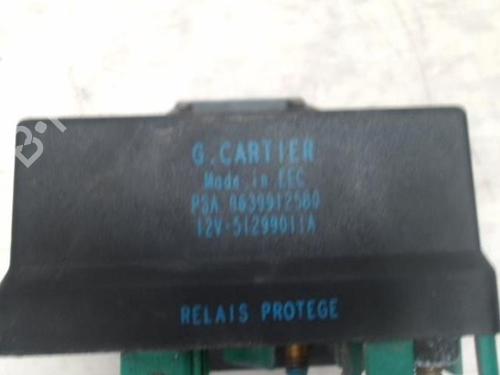 G.CARTIER
Made in EEC
PSA 9639912580
12V-51299011A
RELAIS PROTEGE